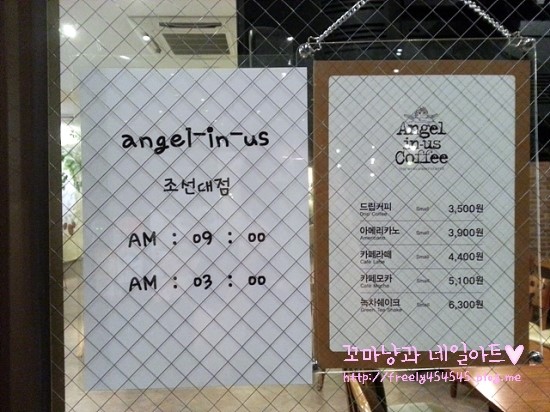 angel-in-us
조선대점
AM : 09 : 00
AM : 03 : 00
Angel
in-us
Coffee
드립커피 Small 3,500원
Drip Coffee
아메리카노 Small 3,900원
Americano
카페라떼 Small 4,400원
Cafe Latte
카페모카 Small 5,100원
Cafe Mocha
녹차쉐이크 Small 6,300원
Green Tea Shake
꼬마냥과 네일아트♥
http://freely454545.blog.me